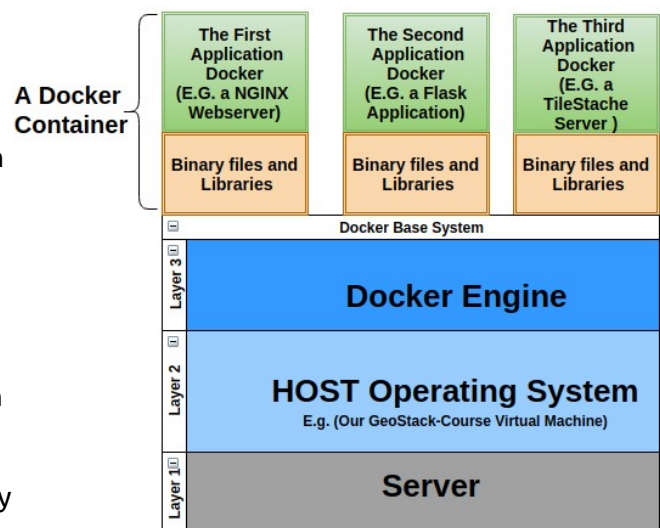 The First
Application
Docker
(E.G. a NGINX
Webserver)
The Second
Application
Docker
(E.G. a Flask
Application)
The Third
Application
Docker
(E.G. a
TileStache
Server )
A Docker
Container
Binary files and
Libraries
Binary files and
Libraries
Binary files and
Libraries
Docker Base System
Layer 3
Docker Engine
Layer 2
HOST Operating System
E.g. (Our GeoStack-Course Virtual Machine)
Layer 1
Server